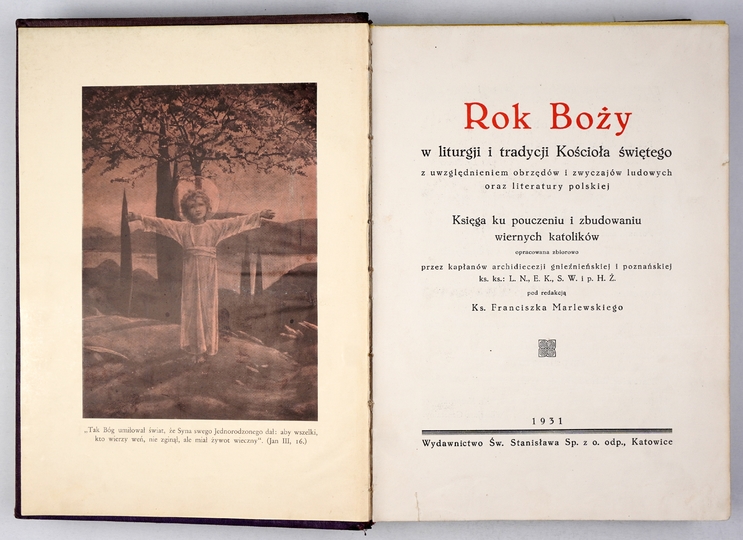 „Tak Bóg umiłował świat, że Syna swego Jednorodzonego dał: aby wszelki,
kto wierzy weń, nie zginął, ale miał żywot wieczny". (Jan III, 16.)
Rok Boży
w liturgji i tradycji Kościoła świętego
z uwzględnieniem obrzędów i zwyczajów ludowych
oraz literatury polskiej
Księga ku pouczeniu i zbudowaniu
wiernych katolików
opracowana zbiorowo
przez kapłanów archidiecezji gnieźnieńskiej i poznańskiej
ks. ks.: L. N., E. K., S. W. i p. H. Ż.
pod redakcją
Ks. Franciszka Marlewskiego
1931
Wydawnictwo Św. Stanisława Sp. z o. odp., Katowice